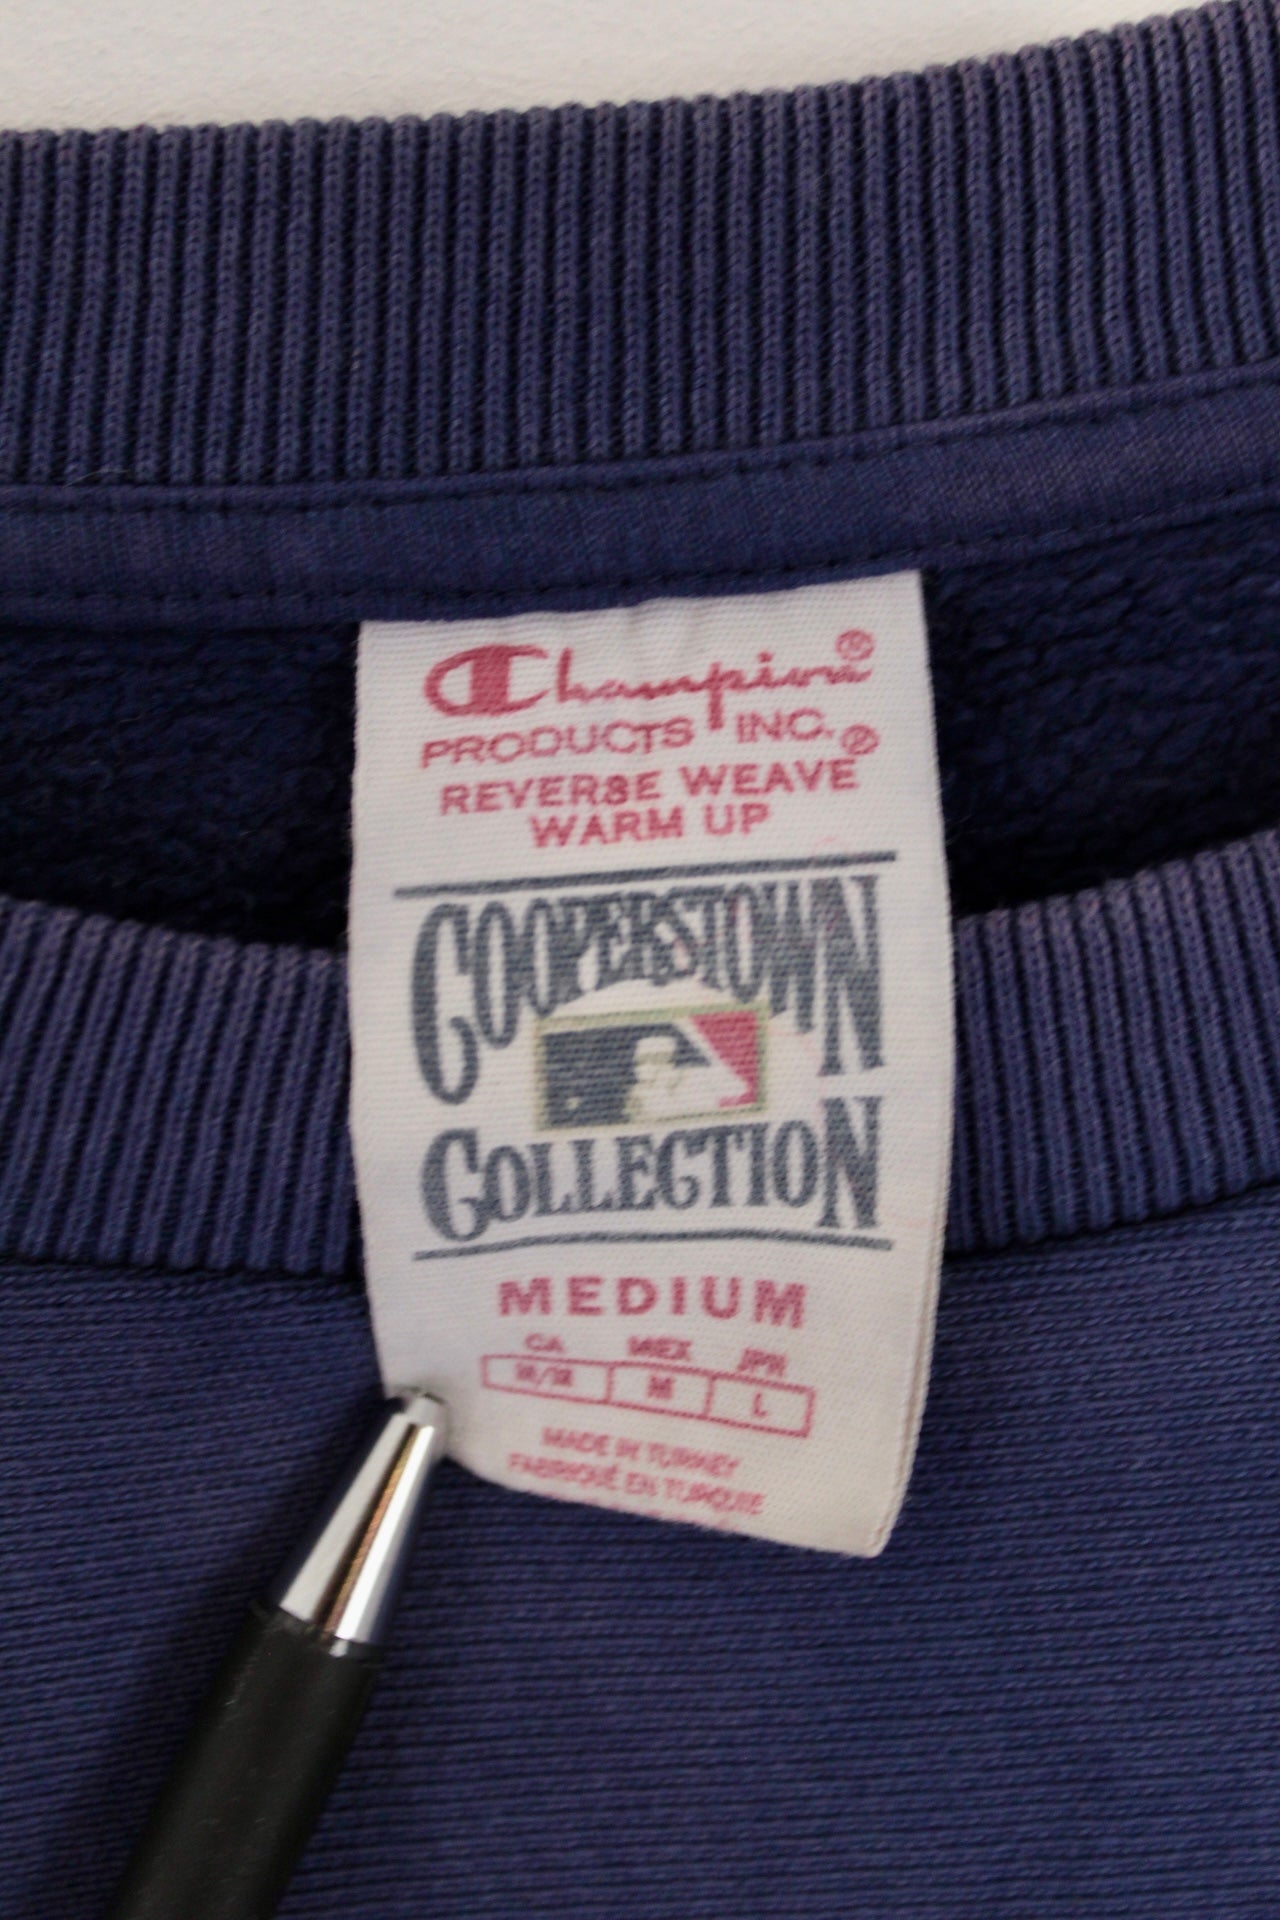 Champion®
PRODUCTS INC.
REVERSE WEAVE®
WARM UP
COOPERSTOWN
COLLECTION
MEDIUM
CA MEX JPN
M/M M L
MADE IN TURKEY
FABRIQUÉ EN TURQUIE